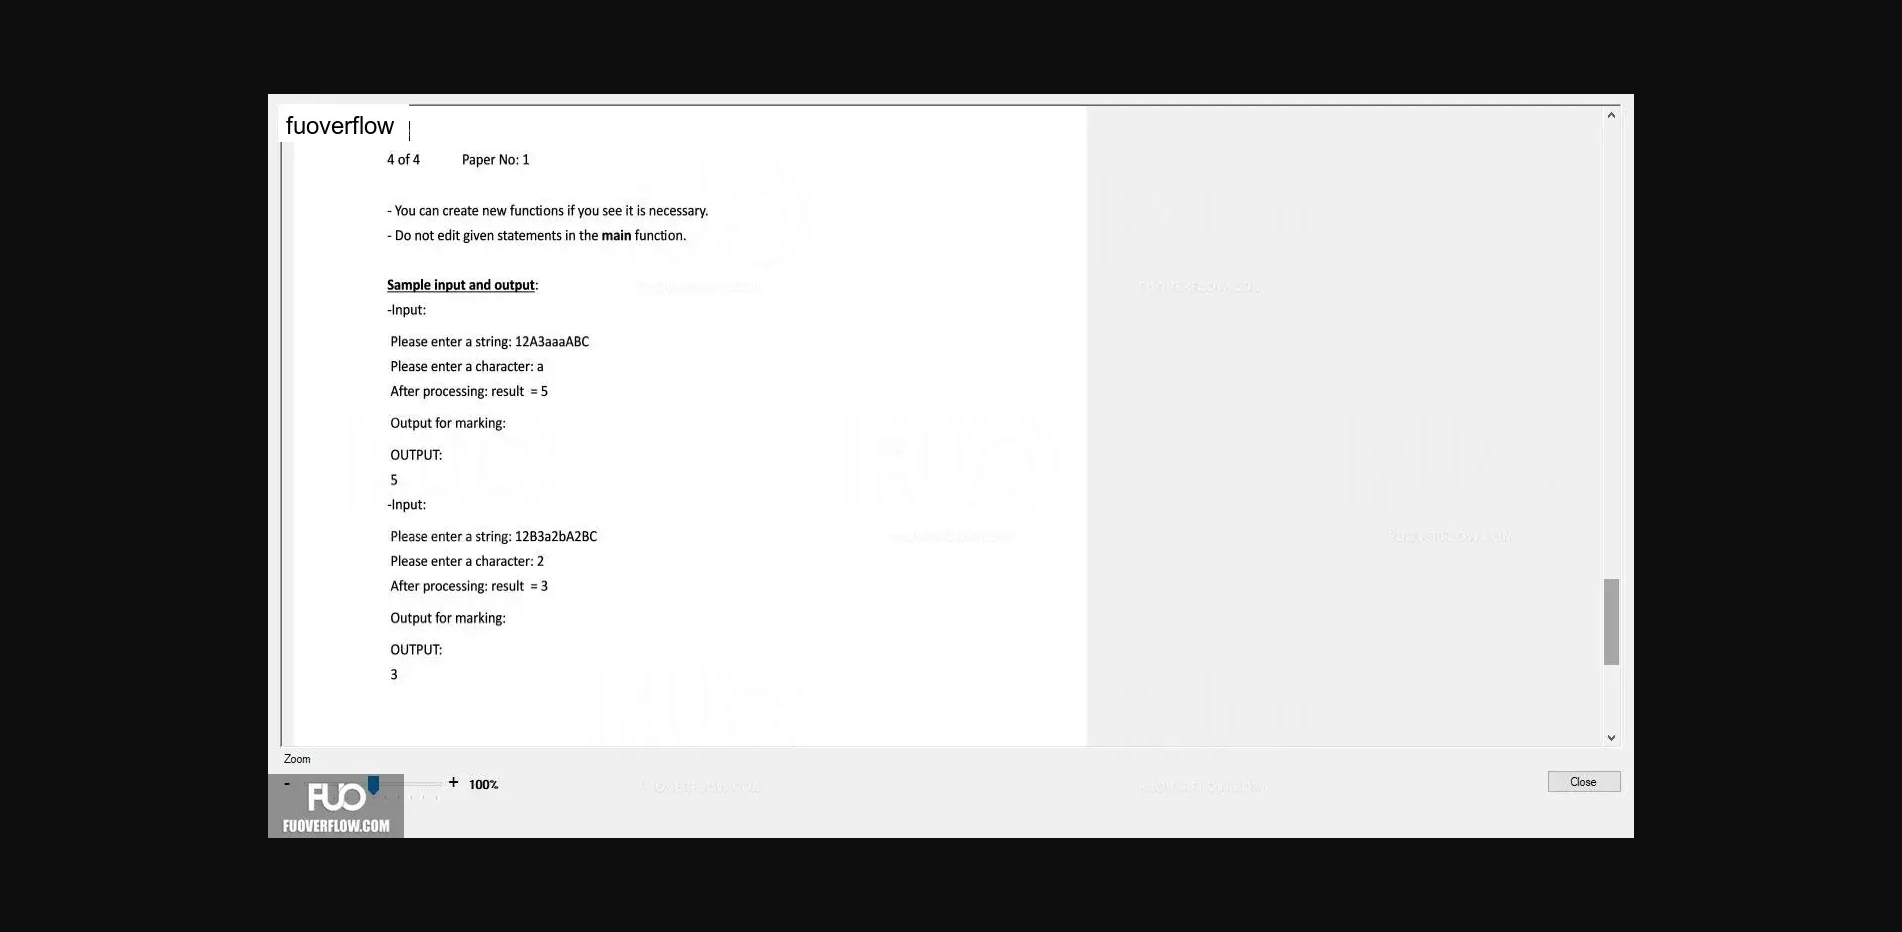 fuoverflow
4 of 4 Paper No: 1
- You can create new functions if you see it is necessary.
- Do not edit given statements in the main function.
Sample input and output:
-Input:
Please enter a string: 12A3aaaABC
Please enter a character: a
After processing: result = 5
Output for marking:
OUTPUT:
5
-Input:
Please enter a string: 12B3a2bA2BC
Please enter a character: 2
After processing: result = 3
Output for marking:
OUTPUT:
3
Zoom
- + 100%
Close
FUO
FUOVERFLOW.COM